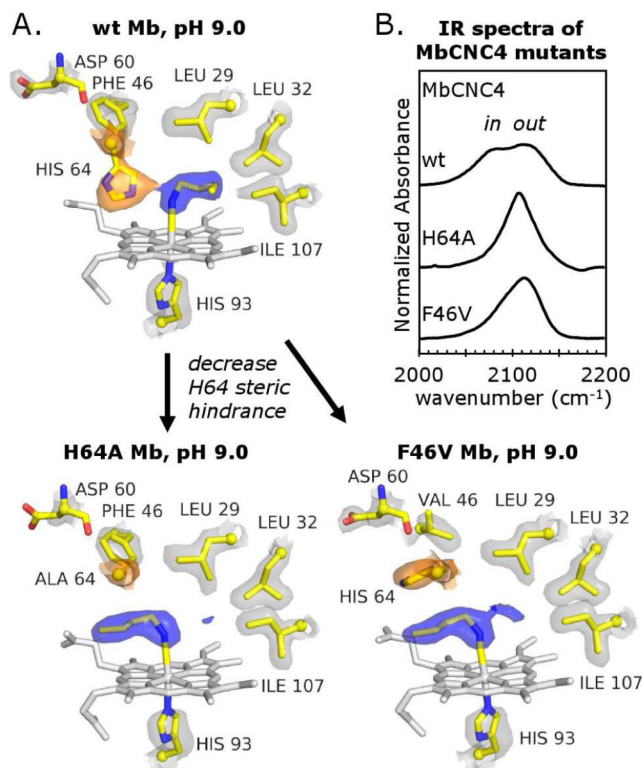 A.
wt Mb, pH 9.0
ASP 60
PHE 46
LEU 29
LEU 32
HIS 64
ILE 107
HIS 93
decrease
H64 steric
hindrance
B.
IR spectra of
MbCNC4 mutants
MbCNC4
in out
wt
H64A
F46V
Normalized Absorbance
2000 2100 2200
wavenumber (cm⁻¹)
H64A Mb, pH 9.0
ASP 60
PHE 46
LEU 29
LEU 32
ALA 64
ILE 107
HIS 93
F46V Mb, pH 9.0
ASP 60
VAL 46
LEU 29
LEU 32
HIS 64
ILE 107
HIS 93